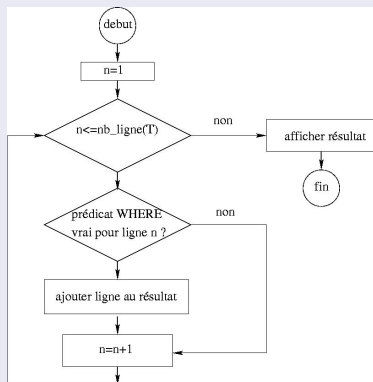 debut
n=1
n<=nb_ligne(T)
non
afficher résultat
fin
prédicat WHERE
vrai pour ligne n ?
non
ajouter ligne au résultat
n=n+1